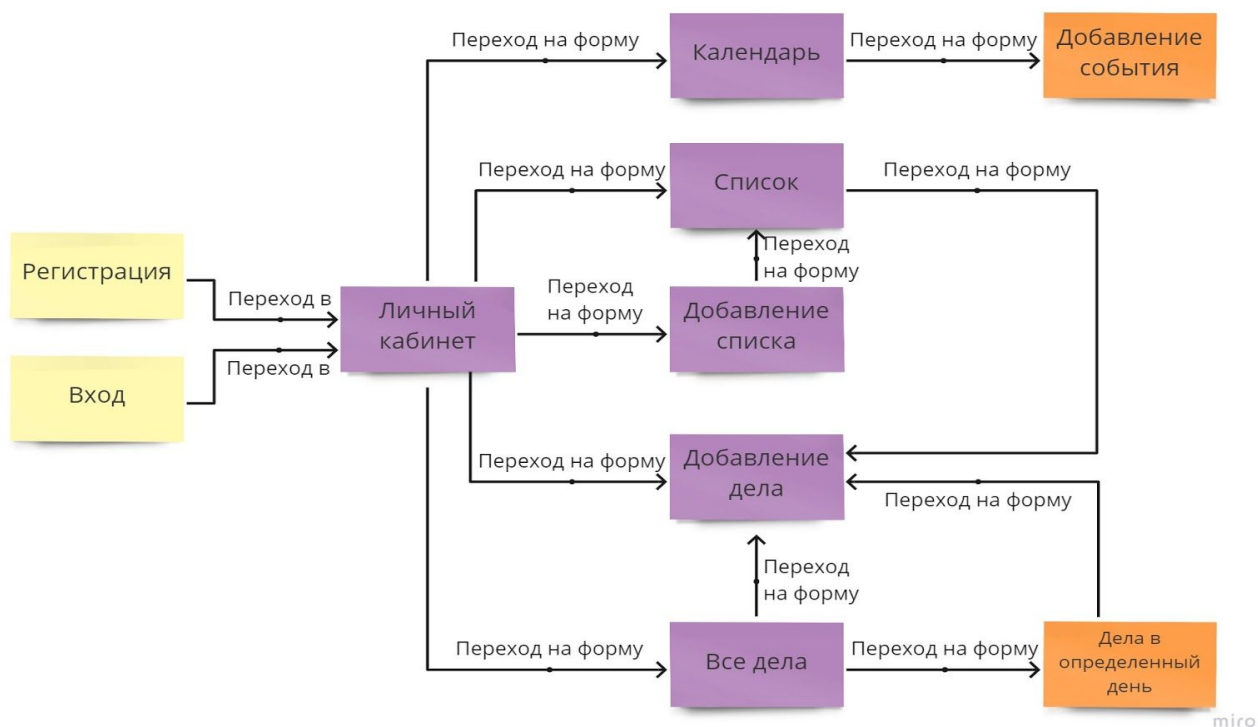 Переход на форму
Календарь
Переход на форму
Добавление
события
Переход на форму
Список
Переход на форму
Переход
на форму
Регистрация
Переход в
Личный
кабинет
Переход
на форму
Добавление
списка
Вход
Переход в
Переход на форму
Добавление
дела
Переход на форму
Переход
на форму
Переход на форму
Все дела
Переход на форму
Дела в
определенный
день
miro